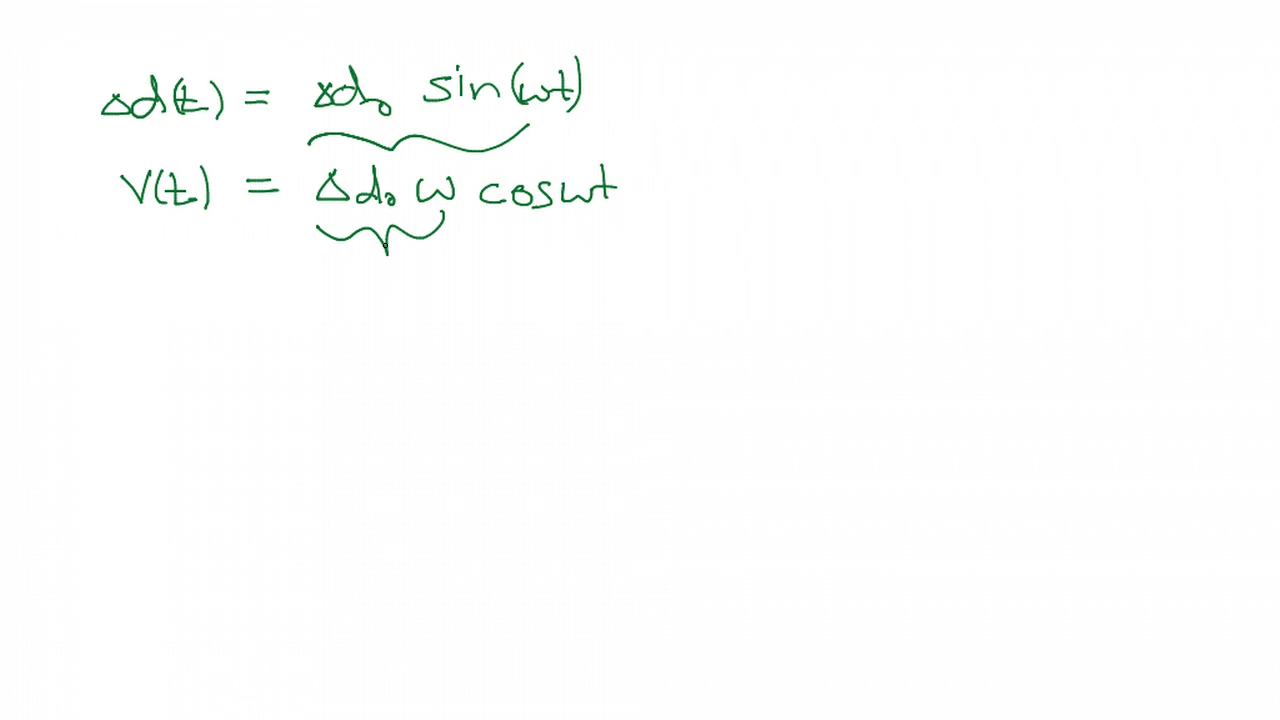 Δd(t) = Δd₀ sin(ωt)
V(t) = Δd₀ ω cosωt